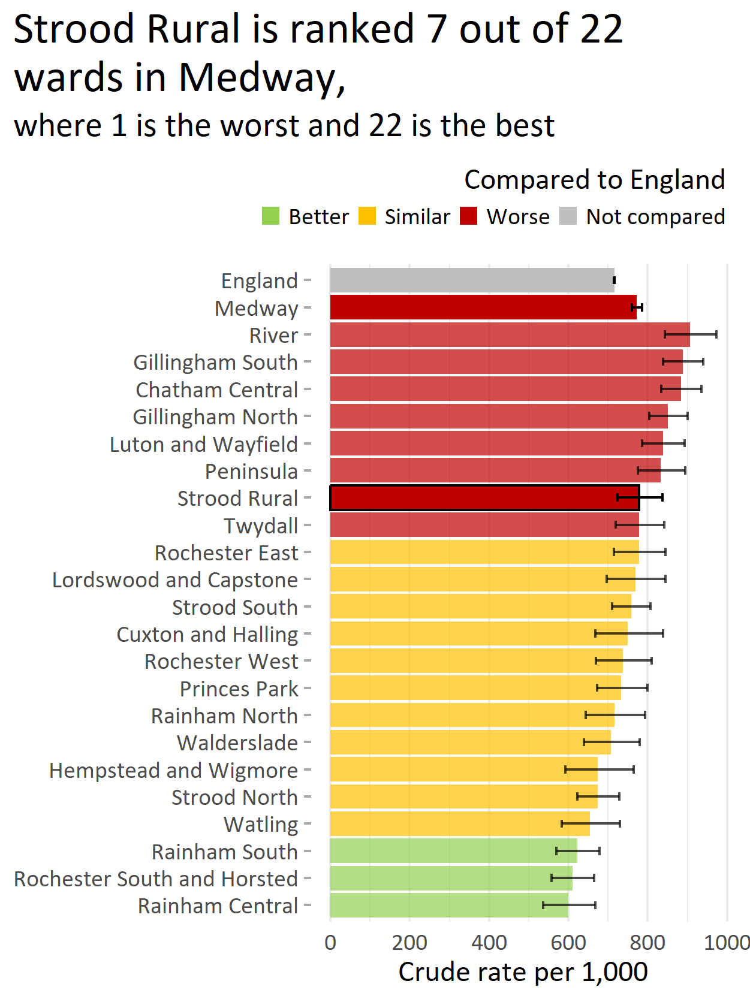 Strood Rural is ranked 7 out of 22
wards in Medway,
where 1 is the worst and 22 is the best
Compared to England
Better Similar Worse Not compared
England
Medway
River
Gillingham South
Chatham Central
Gillingham North
Luton and Wayfield
Peninsula
Strood Rural
Twydall
Rochester East
Lordswood and Capstone
Strood South
Cuxton and Halling
Rochester West
Princes Park
Rainham North
Walderslade
Hempstead and Wigmore
Strood North
Watling
Rainham South
Rochester South and Horsted
Rainham Central
0 200 400 600 800 1000
Crude rate per 1,000